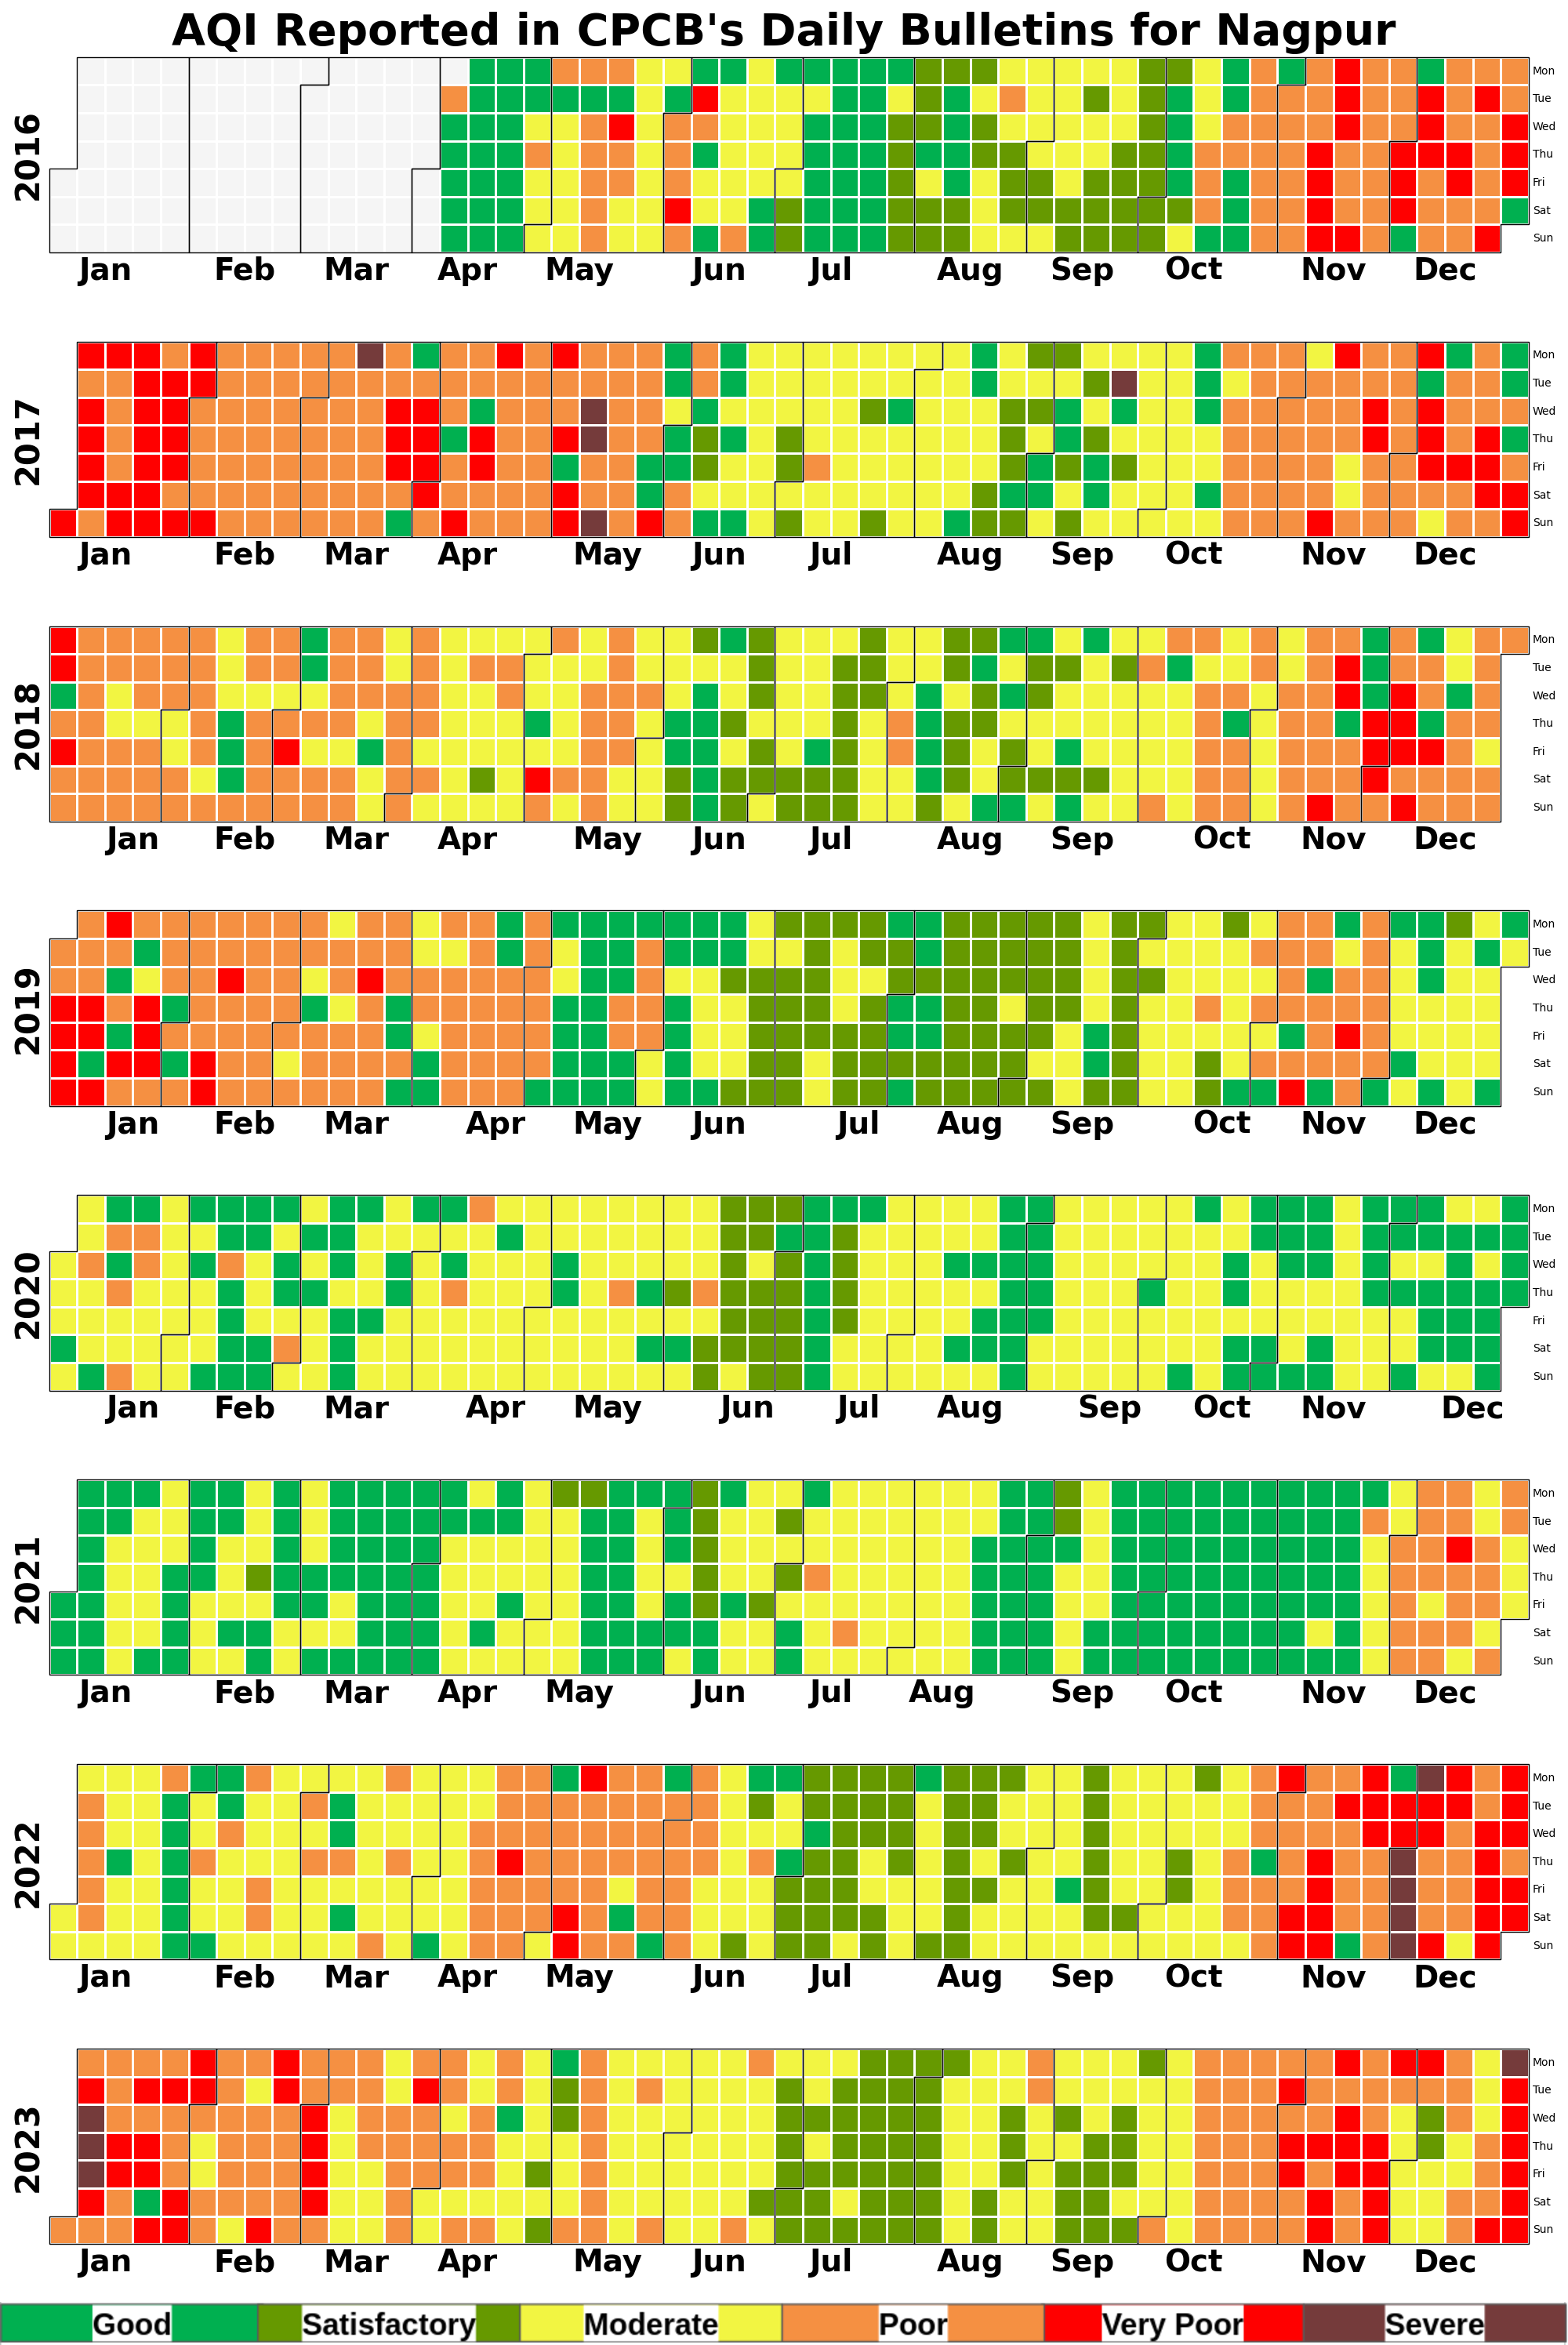 AQI Reported in CPCB's Daily Bulletins for Nagpur
2016
Mon
Tue
Wed
Thu
Fri
Sat
Sun
Jan Feb Mar Apr May Jun Jul Aug Sep Oct Nov Dec
2017
Mon
Tue
Wed
Thu
Fri
Sat
Sun
Jan Feb Mar Apr May Jun Jul Aug Sep Oct Nov Dec
2018
Mon
Tue
Wed
Thu
Fri
Sat
Sun
Jan Feb Mar Apr May Jun Jul Aug Sep Oct Nov Dec
2019
Mon
Tue
Wed
Thu
Fri
Sat
Sun
Jan Feb Mar Apr May Jun Jul Aug Sep Oct Nov Dec
2020
Mon
Tue
Wed
Thu
Fri
Sat
Sun
Jan Feb Mar Apr May Jun Jul Aug Sep Oct Nov Dec
2021
Mon
Tue
Wed
Thu
Fri
Sat
Sun
Jan Feb Mar Apr May Jun Jul Aug Sep Oct Nov Dec
2022
Mon
Tue
Wed
Thu
Fri
Sat
Sun
Jan Feb Mar Apr May Jun Jul Aug Sep Oct Nov Dec
2023
Mon
Tue
Wed
Thu
Fri
Sat
Sun
Jan Feb Mar Apr May Jun Jul Aug Sep Oct Nov Dec
Good Satisfactory Moderate Poor Very Poor Severe